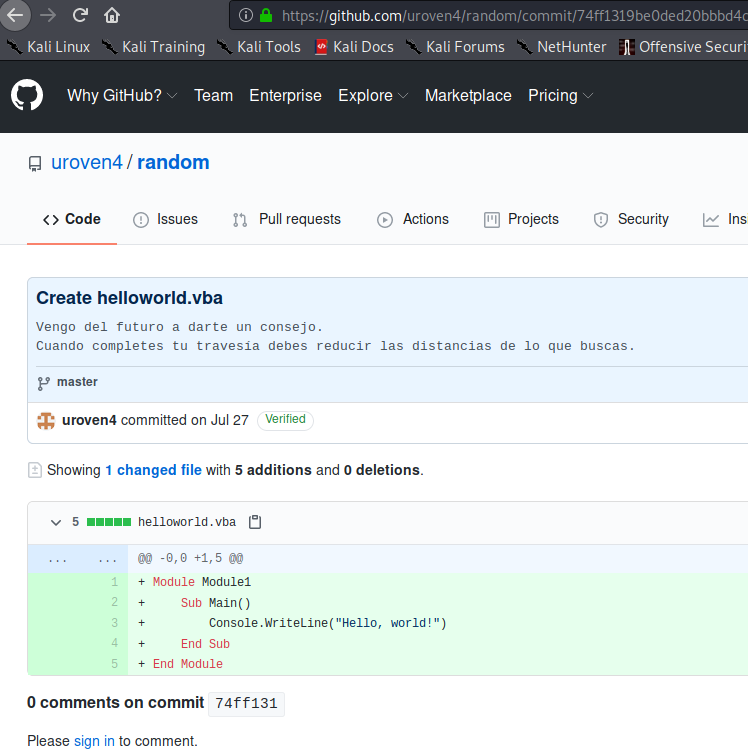 https://github.com/uroven4/random/commit/74ff1319be0ded20bbbd4c
Kali Linux Kali Training Kali Tools Kali Docs Kali Forums NetHunter Offensive Securi
Why GitHub? Team Enterprise Explore Marketplace Pricing
uroven4 / random
Code Issues Pull requests Actions Projects Security Ins
Create helloworld.vba
Vengo del futuro a darte un consejo.
Cuando completes tu travesía debes reducir las distancias de lo que buscas.
master
uroven4 committed on Jul 27 Verified
Showing 1 changed file with 5 additions and 0 deletions.
5 helloworld.vba
... ... @@ -0,0 +1,5 @@
1 + Module Module1
2 + Sub Main()
3 + Console.WriteLine("Hello, world!")
4 + End Sub
5 + End Module
0 comments on commit 74ff131
Please sign in to comment.